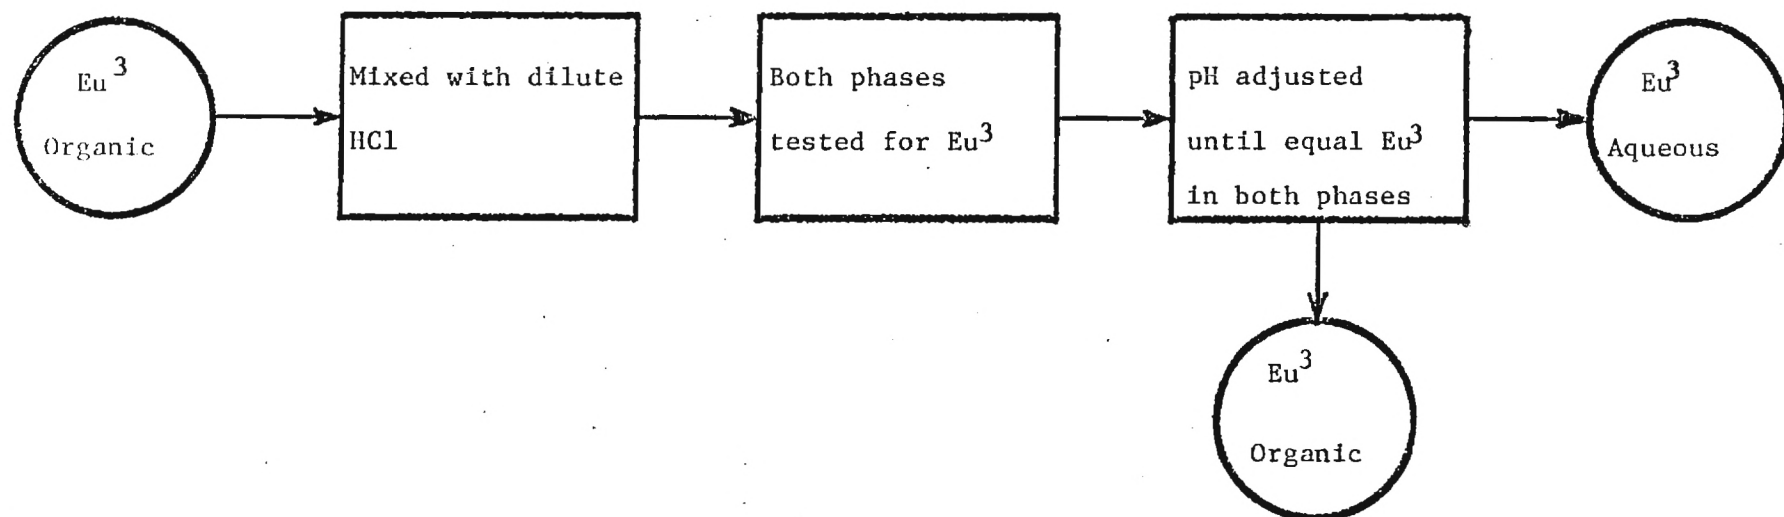 Eu³
Organic
Mixed with dilute
HCl
Both phases
tested for Eu³
pH adjusted
until equal Eu³
in both phases
Eu³
Aqueous
Eu³
Organic